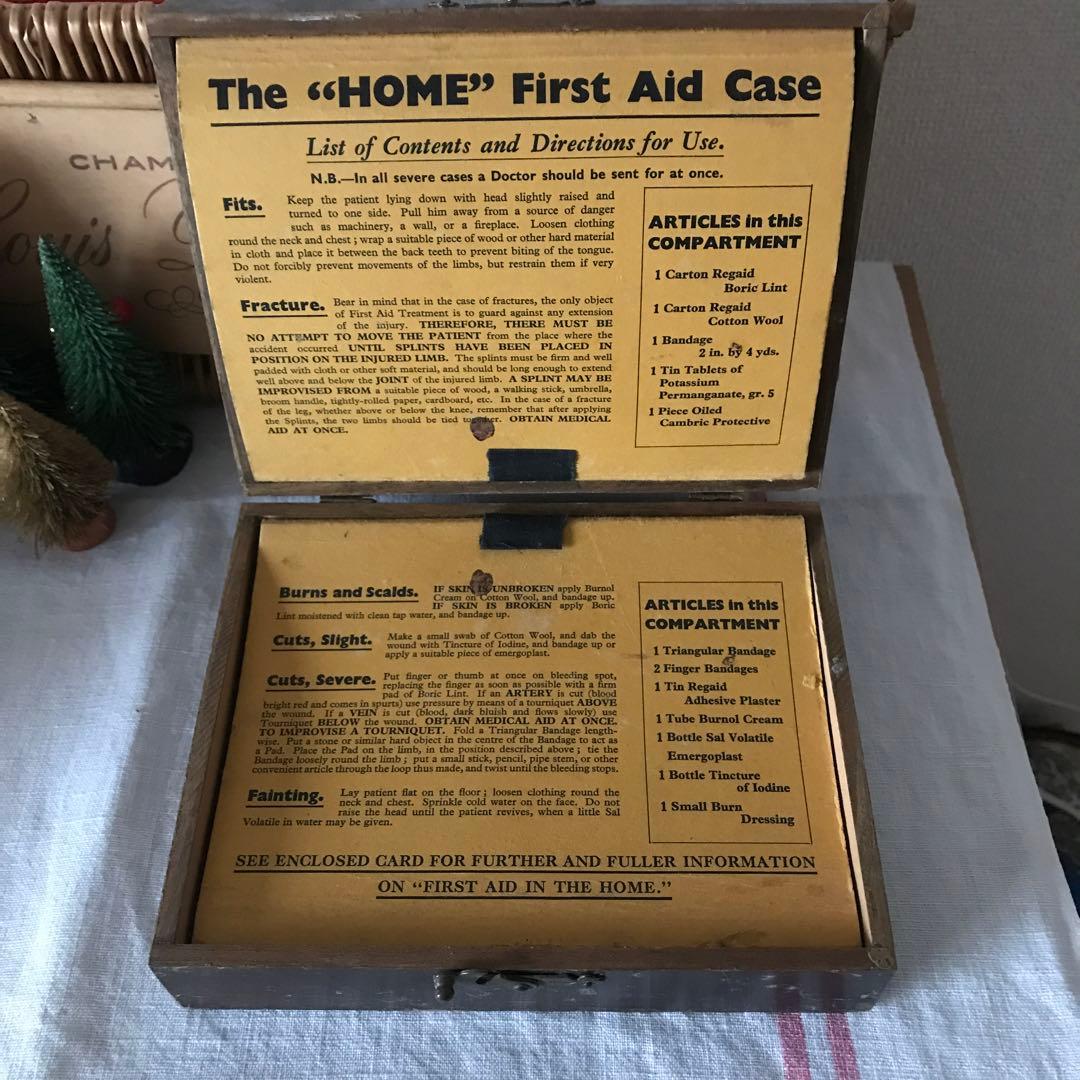 CHAM
ouis
The “HOME” First Aid Case
List of Contents and Directions for Use.
N.B.—In all severe cases a Doctor should be sent for at once.
Fits. Keep the patient lying down with head slightly raised and
turned to one side. Pull him away from a source of danger
such as machinery, a wall, or a fireplace. Loosen clothing
round the neck and chest; wrap a suitable piece of wood or other hard material
in cloth and place it between the back teeth to prevent biting of the tongue.
Do not forcibly prevent movements of the limbs, but restrain them if very
violent.
Fracture. Bear in mind that in the case of fractures, the only object
of First Aid Treatment is to guard against any extension
of the injury. THEREFORE, THERE MUST BE
NO ATTEMPT TO MOVE THE PATIENT from the place where the
accident occurred UNTIL SPLINTS HAVE BEEN PLACED IN
POSITION ON THE INJURED LIMB. The splints must be firm and well
padded with cloth or other soft material, and should be long enough to extend
well above and below the JOINT of the injured limb. A SPLINT MAY BE
IMPROVISED FROM a suitable piece of wood, a walking stick, umbrella,
broom handle, tightly-rolled paper, cardboard, etc. In the case of a fracture
of the leg, whether above or below the knee, remember that after applying
the Splints, the two limbs should be tied together. OBTAIN MEDICAL
AID AT ONCE.
ARTICLES in this
COMPARTMENT
1 Carton Regaid
Boric Lint
1 Carton Regaid
Cotton Wool
1 Bandage
2 in. by 4 yds.
1 Tin Tablets of
Potassium
Permanganate, gr. 5
1 Piece Oiled
Cambric Protective
Burns and Scalds. IF SKIN IS UNBROKEN apply Burnol
Cream on Cotton Wool, and bandage up.
IF SKIN IS BROKEN apply Boric
Lint moistened with clean tap water, and bandage up.
Cuts, Slight. Make a small swab of Cotton Wool, and dab the
wound with Tincture of Iodine, and bandage up or
apply a suitable piece of emergoplast.
Cuts, Severe. Put finger or thumb at once on bleeding spot,
replacing the finger as soon as possible with a firm
pad of Boric Lint. If an ARTERY is cut (blood
bright red and comes in spurts) use pressure by means of a tourniquet ABOVE
the wound. If a VEIN is cut (blood, dark bluish and flows slowly) use
Tourniquet BELOW the wound. OBTAIN MEDICAL AID AT ONCE.
TO IMPROVISE A TOURNIQUET. Fold a Triangular Bandage length-
wise. Put a stone or similar hard object in the centre of the Bandage to act as
a Pad. Place the Pad on the limb, in the position described above; tie the
Bandage loosely round the limb; put a small stick, pencil, pipe stem, or other
convenient article through the loop thus made, and twist until the bleeding stops.
Fainting. Lay patient flat on the floor; loosen clothing round the
neck and chest. Sprinkle cold water on the face. Do not
raise the head until the patient revives, when a little Sal
Volatile in water may be given.
ARTICLES in this
COMPARTMENT
1 Triangular Bandage
2 Finger Bandages
1 Tin Regaid
Adhesive Plaster
1 Tube Burnol Cream
1 Bottle Sal Volatile
Emergoplast
1 Bottle Tincture
of Iodine
1 Small Burn
Dressing
SEE ENCLOSED CARD FOR FURTHER AND FULLER INFORMATION
ON “FIRST AID IN THE HOME.”